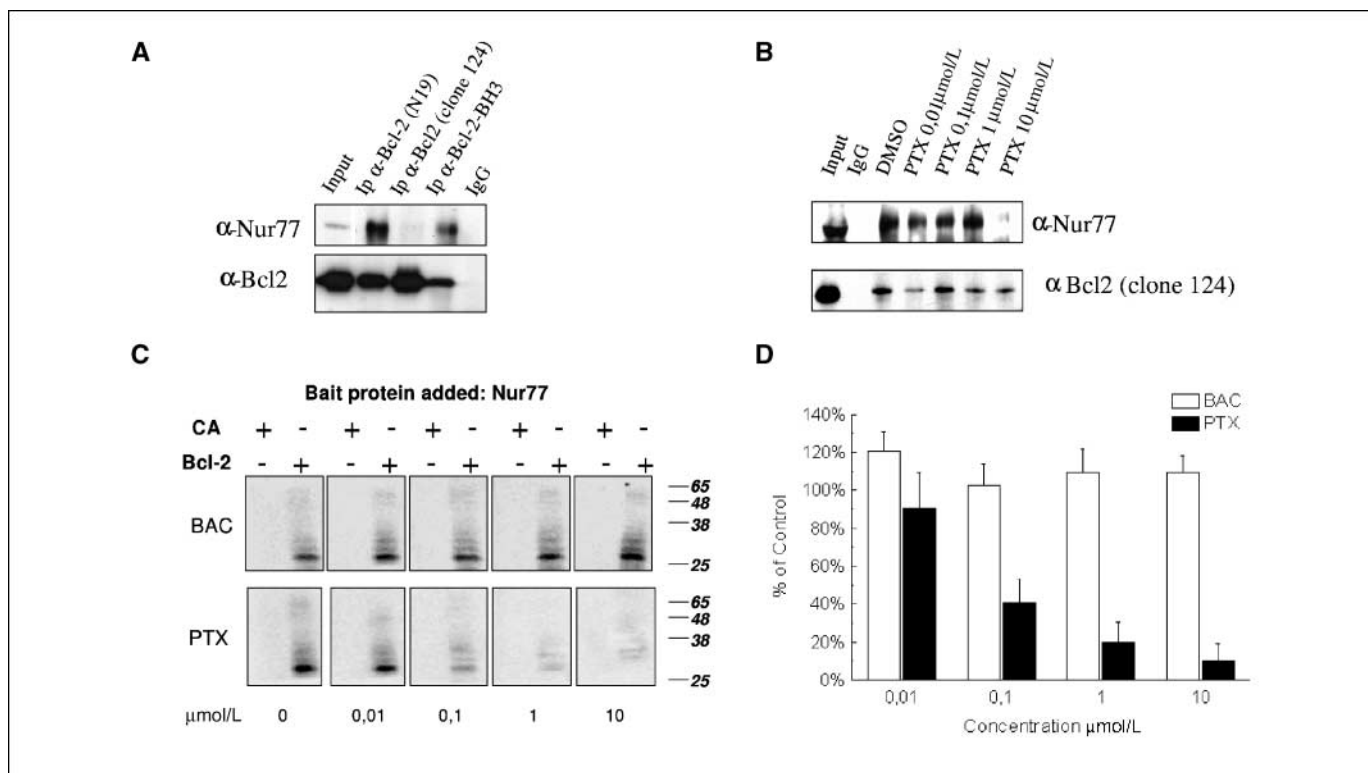 A
Input
Ip α-Bcl-2 (N19)
Ip α-Bcl2 (clone 124)
Ip α-Bcl-2-BH3
IgG
α-Nur77
α-Bcl2
B
Input
IgG
DMSO
PTX 0,01μmol/L
PTX 0,1μmol/L
PTX 1 μmol/L
PTX 10 μmol/L
α-Nur77
α Bcl2 (clone 124)
C
Bait protein added: Nur77
CA + - + - + - + - + -
Bcl-2 - + - + - + - + - +
BAC
65
48
38
25
PTX
65
48
38
25
μmol/L 0 0,01 0,1 1 10
D
BAC
PTX
% of Control
140%
120%
100%
80%
60%
40%
20%
0%
0,01 0,1 1 10
Concentration μmol/L